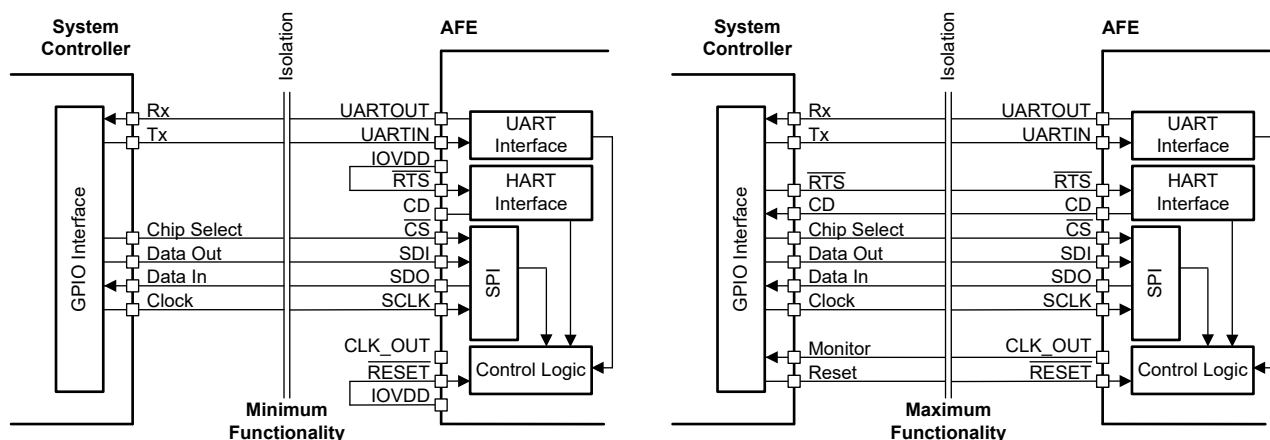 System
Controller
Isolation
AFE
Rx
UARTOUT
Tx
UARTIN
UART
Interface
IOVDD
RTS
HART
Interface
CD
GPIO Interface
Chip Select
CS
Data Out
SDI
Data In
SDO
Clock
SCLK
SPI
CLK_OUT
RESET
Control Logic
IOVDD
Minimum
Functionality
System
Controller
Isolation
AFE
Rx
UARTOUT
Tx
UARTIN
UART
Interface
RTS
RTS
HART
Interface
CD
CD
GPIO Interface
Chip Select
CS
Data Out
SDI
Data In
SDO
Clock
SCLK
SPI
Monitor
CLK_OUT
Reset
RESET
Control Logic
Maximum
Functionality